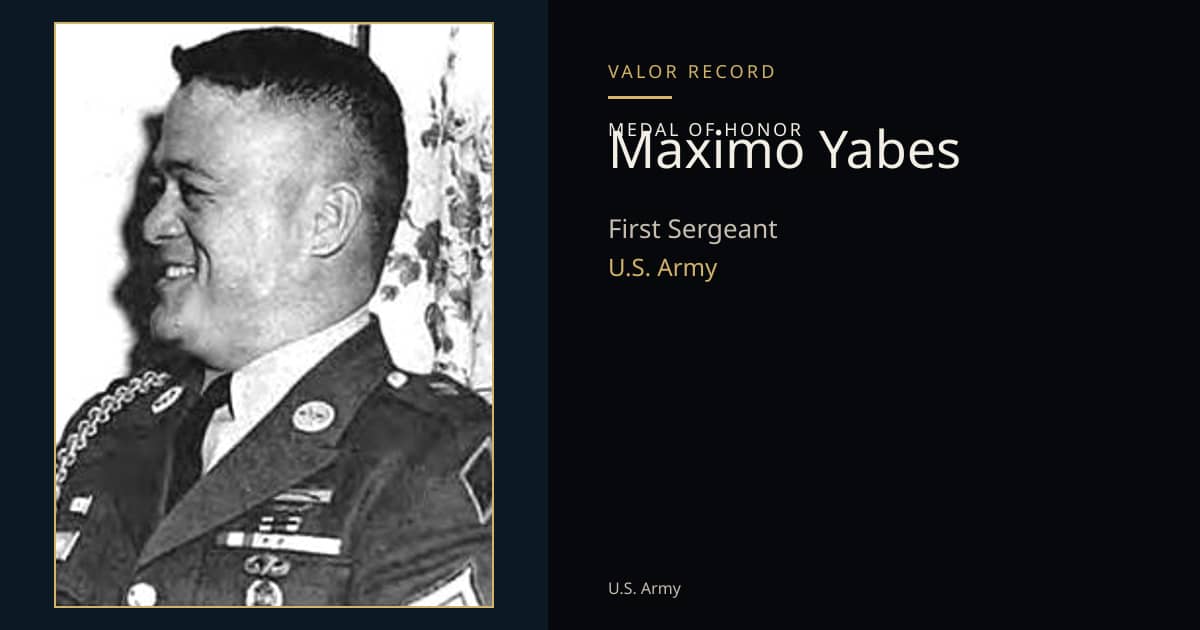 VALOR RECORD
MEDAL OF HONOR
Maximo Yabes
First Sergeant
U.S. Army
U.S. Army